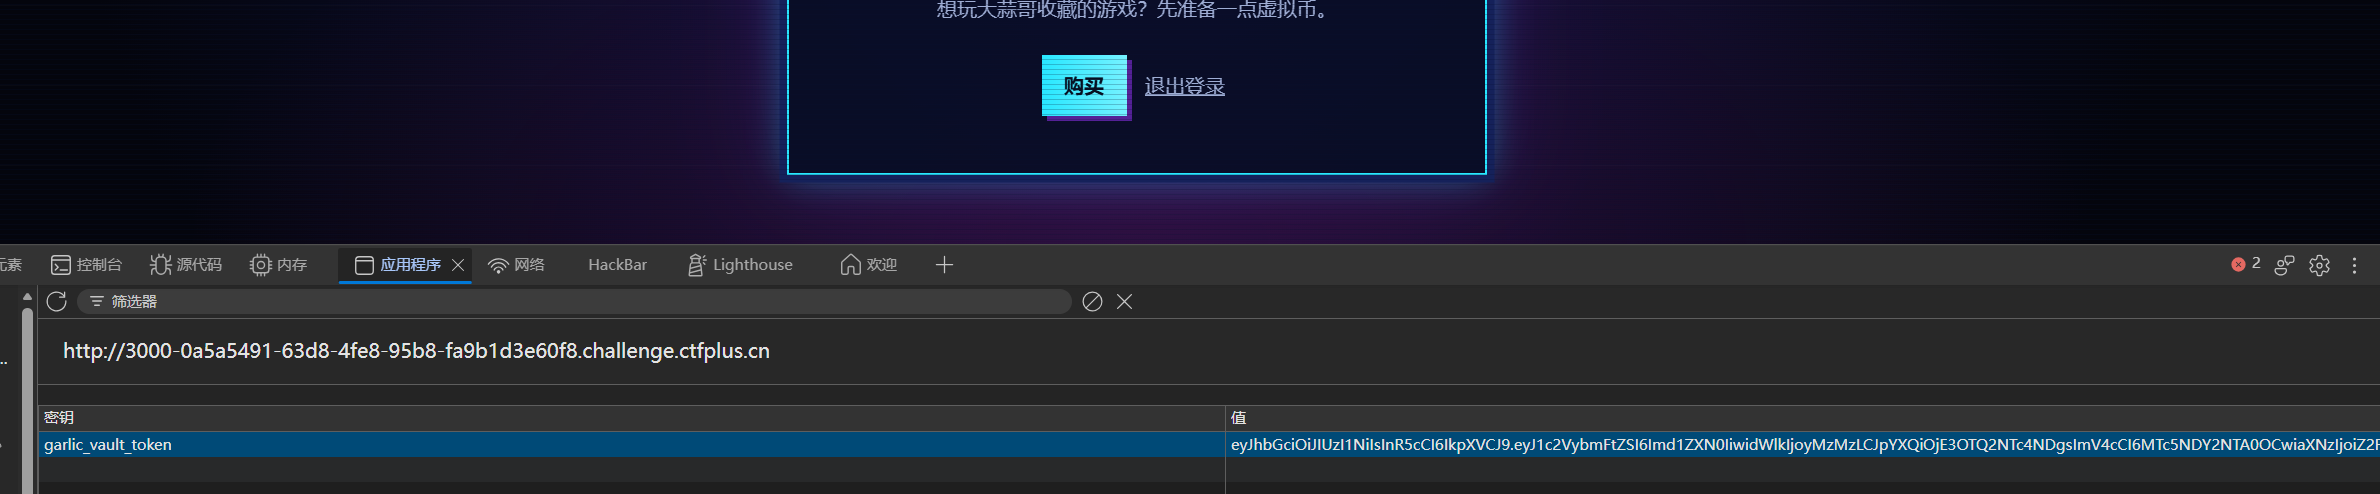 想玩大蒜哥收藏的游戏？先准备一点虚拟币。
购买 退出登录
元素 控制台 源代码 内存 应用程序 网络 HackBar Lighthouse 欢迎 2
筛选器
http://3000-0a5a5491-63d8-4fe8-95b8-fa9b1d3e60f8.challenge.ctfplus.cn
密钥 值
garlic_vault_token eyJhbGciOiJIUzI1NiIsInR5cCI6IkpXVCJ9.eyJ1c2VybmFtZSI6Imd1ZXN0IiwidWlkIjoyMzMzLCJpYXQiOjE3OTQ2NTc4NDgsImV4cCI6MTc5NDY2NTA0OCwiaXNzIjoiZ2F